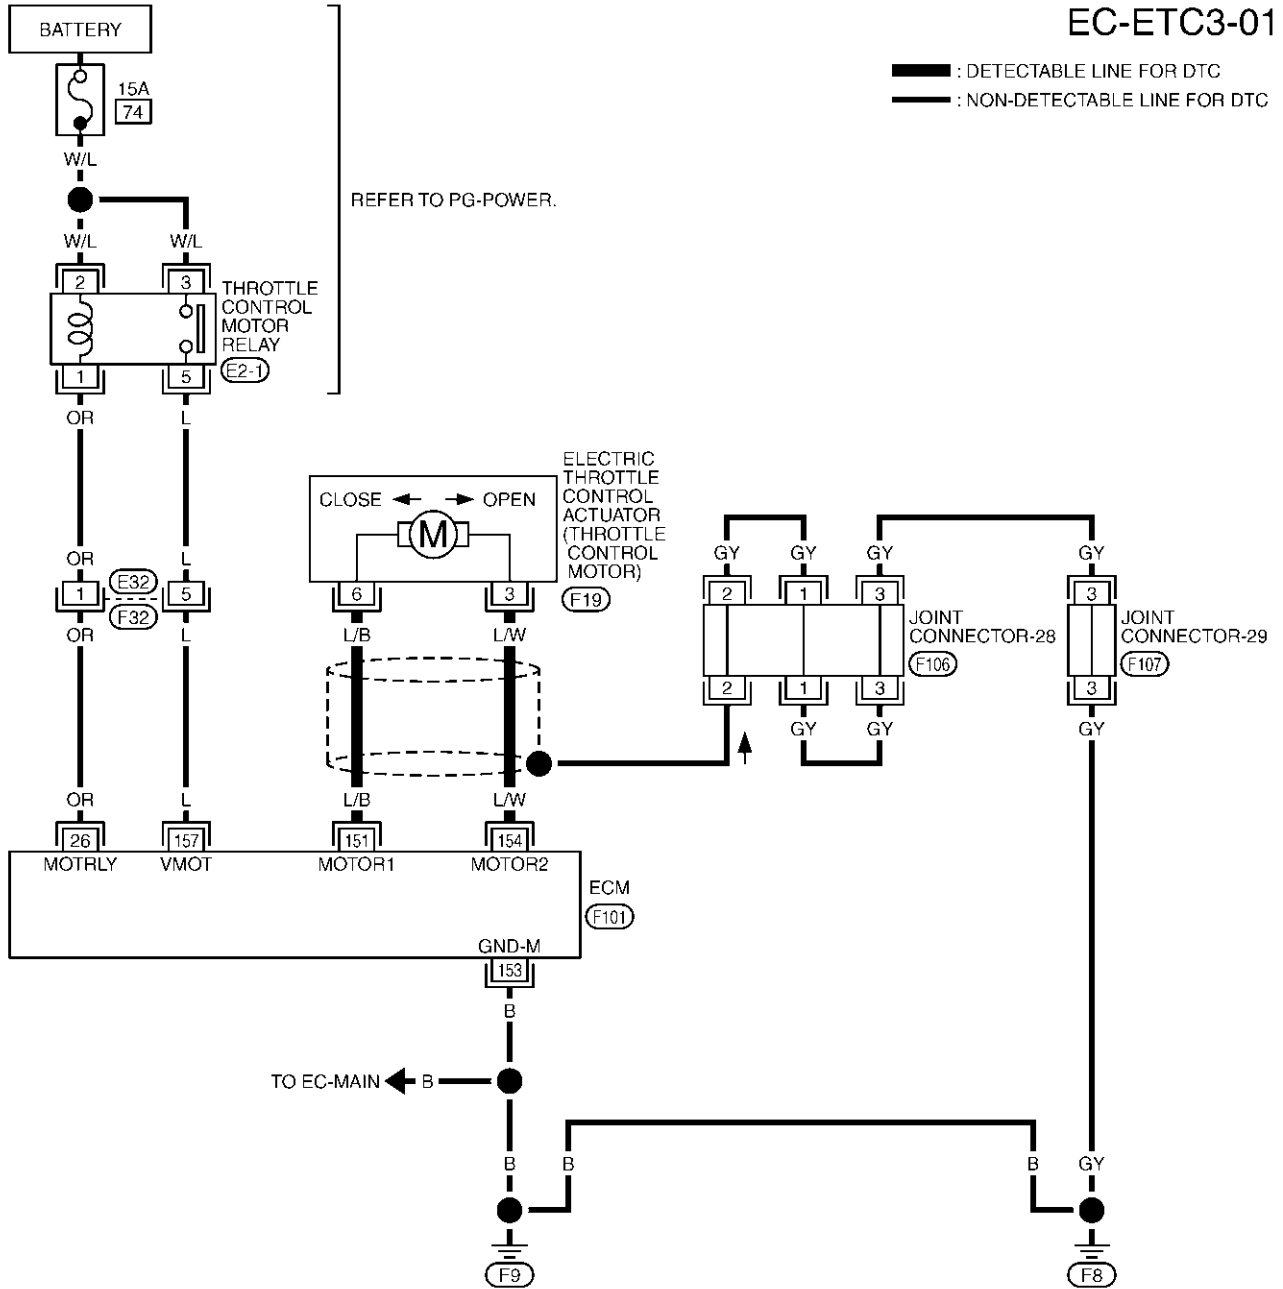 EC-ETC3-01
BATTERY
: DETECTABLE LINE FOR DTC
: NON-DETECTABLE LINE FOR DTC
15A
74
W/L
REFER TO PG-POWER.
W/L
W/L
2
3
THROTTLE
CONTROL
MOTOR
RELAY
E2-1
1
5
OR
L
ELECTRIC
THROTTLE
CONTROL
ACTUATOR
(THROTTLE
CONTROL
MOTOR)
F19
CLOSE
OPEN
M
6
3
OR
L
1
E32
5
F32
OR
L
L/B
L/W
GY
GY
GY
GY
2
1
3
3
JOINT
CONNECTOR-28
F106
JOINT
CONNECTOR-29
F107
2
1
3
3
GY
GY
GY
OR
L
L/B
L/W
26
157
151
154
MOTRLY
VMOT
MOTOR1
MOTOR2
ECM
F101
GND-M
153
B
TO EC-MAIN
B
B
B
B
GY
F9
F8